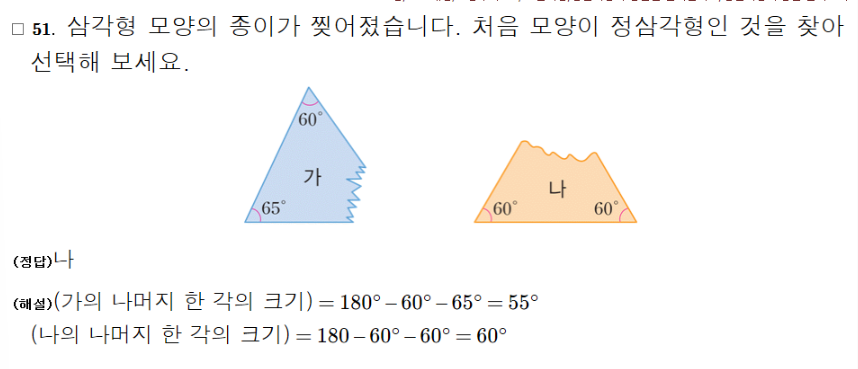 □ 51. 삼각형 모양의 종이가 찢어졌습니다. 처음 모양이 정삼각형인 것을 찾아
선택해 보세요.
60°
가
65°
나
60°
60°
(정답)나
(해설)(가의 나머지 한 각의 크기) = 180° – 60° – 65° = 55°
(나의 나머지 한 각의 크기) = 180 – 60° – 60° = 60°